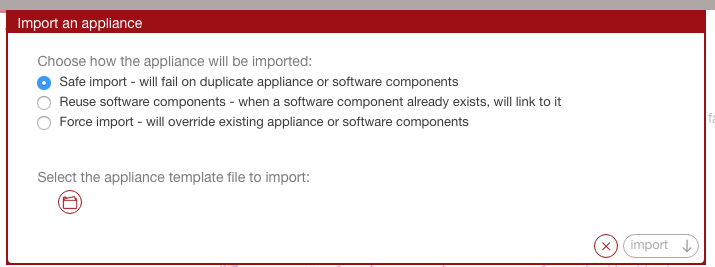 Import an appliance
Choose how the appliance will be imported:
Safe import - will fail on duplicate appliance or software components
Reuse software components - when a software component already exists, will link to it
Force import - will override existing appliance or software components
Select the appliance template file to import:
import